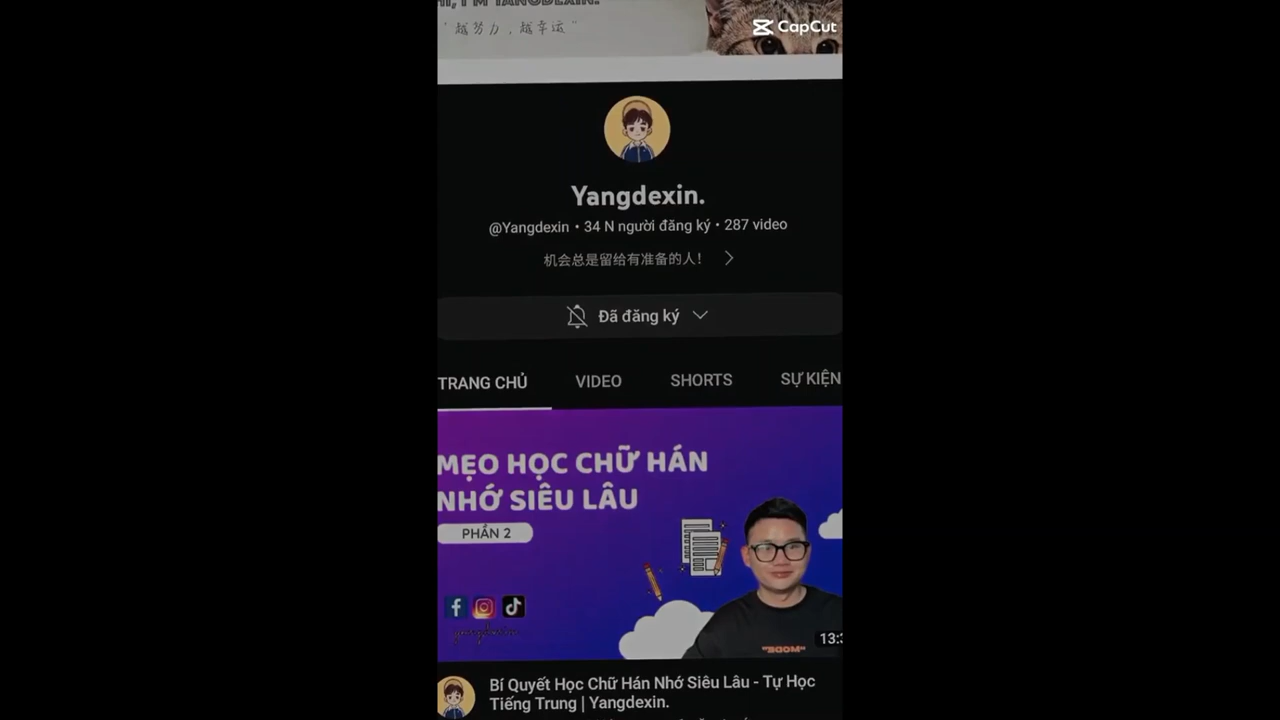 HI, I'M YANGDEXIN.
"越努力，越幸运"
CapCut
Yangdexin.
@Yangdexin • 34 N người đăng ký • 287 video
机会总是留给有准备的人！
Đã đăng ký
TRANG CHỦ VIDEO SHORTS SỰ KIỆN
MẸO HỌC CHỮ HÁN
NHỚ SIÊU LÂU
PHẦN 2
"BOOM"
Bí Quyết Học Chữ Hán Nhớ Siêu Lâu - Tự Học
Tiếng Trung | Yangdexin.